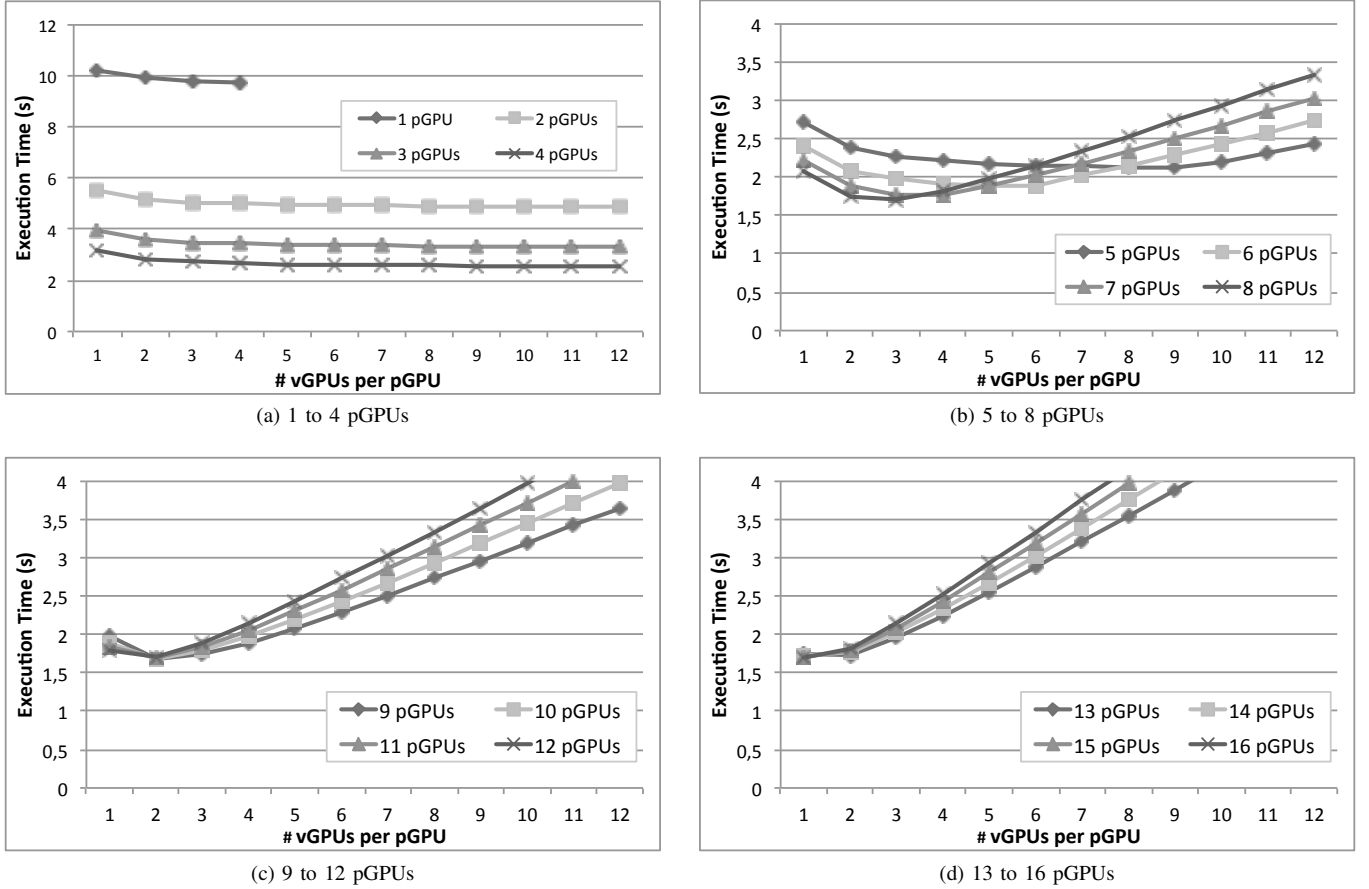 12
10
8
6
4
2
0
Execution Time (s)
1 pGPU
2 pGPUs
3 pGPUs
4 pGPUs
1 2 3 4 5 6 7 8 9 10 11 12
# vGPUs per pGPU
(a) 1 to 4 pGPUs
4
3,5
3
2,5
2
1,5
1
0,5
0
Execution Time (s)
5 pGPUs
6 pGPUs
7 pGPUs
8 pGPUs
1 2 3 4 5 6 7 8 9 10 11 12
# vGPUs per pGPU
(b) 5 to 8 pGPUs
4
3,5
3
2,5
2
1,5
1
0,5
0
Execution Time (s)
9 pGPUs
10 pGPUs
11 pGPUs
12 pGPUs
1 2 3 4 5 6 7 8 9 10 11 12
# vGPUs per pGPU
(c) 9 to 12 pGPUs
4
3,5
3
2,5
2
1,5
1
0,5
0
Execution Time (s)
13 pGPUs
14 pGPUs
15 pGPUs
16 pGPUs
1 2 3 4 5 6 7 8 9 10 11 12
# vGPUs per pGPU
(d) 13 to 16 pGPUs